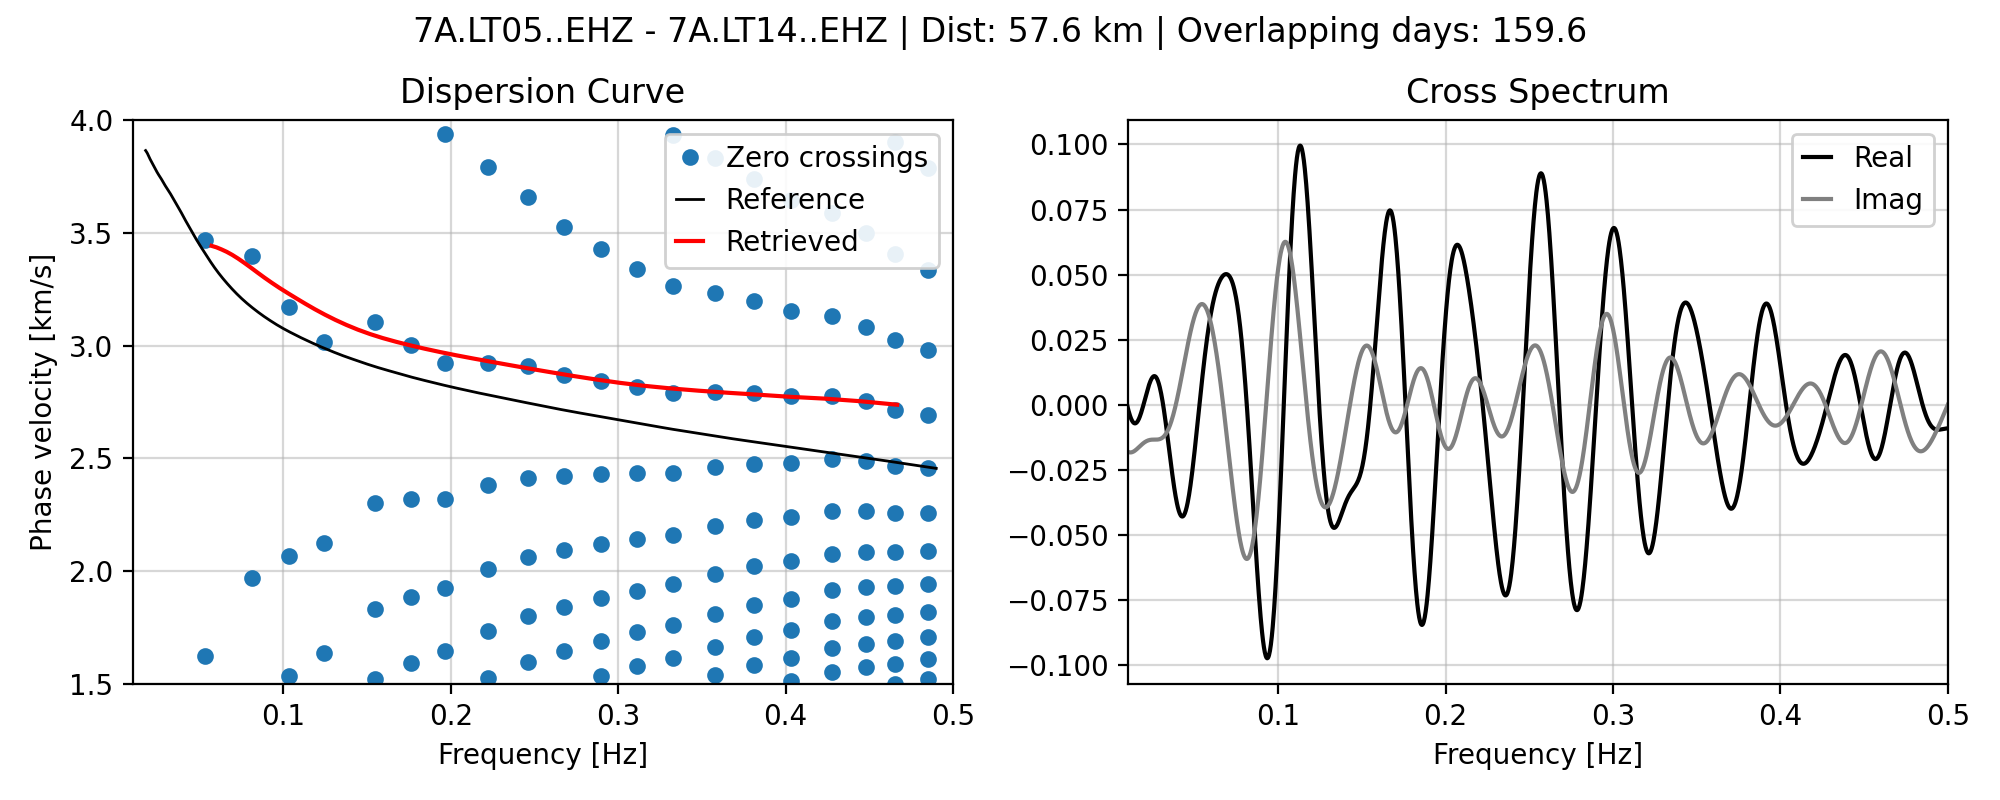 7A.LT05..EHZ - 7A.LT14..EHZ | Dist: 57.6 km | Overlapping days: 159.6
Dispersion Curve
Phase velocity [km/s]
4.0
3.5
3.0
2.5
2.0
1.5
Zero crossings
Reference
Retrieved
0.1
0.2
0.3
0.4
0.5
Frequency [Hz]
Cross Spectrum
0.100
0.075
0.050
0.025
0.000
−0.025
−0.050
−0.075
−0.100
Real
Imag
0.1
0.2
0.3
0.4
0.5
Frequency [Hz]